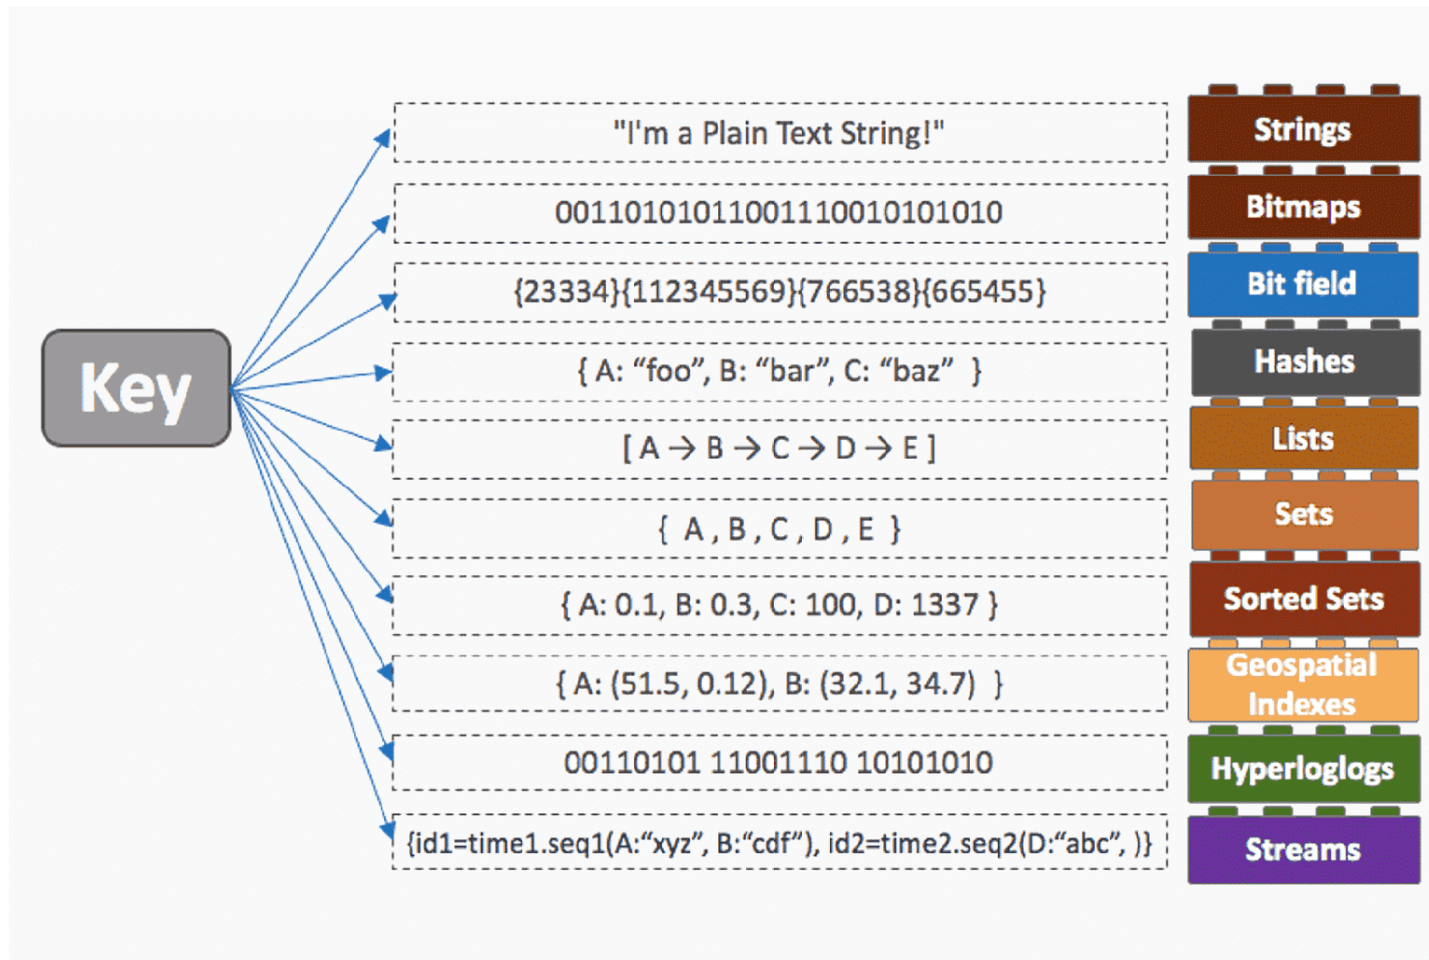 Key
"I'm a Plain Text String!"
Strings
00110101011001110010101010
Bitmaps
{23334}{112345569}{766538}{665455}
Bit field
{ A: “foo”, B: “bar”, C: “baz” }
Hashes
[ A → B → C → D → E ]
Lists
{ A , B , C , D , E }
Sets
{ A: 0.1, B: 0.3, C: 100, D: 1337 }
Sorted Sets
{ A: (51.5, 0.12), B: (32.1, 34.7) }
Geospatial
Indexes
00110101 11001110 10101010
Hyperloglogs
{id1=time1.seq1(A:“xyz”, B:“cdf”), id2=time2.seq2(D:“abc”, )}
Streams